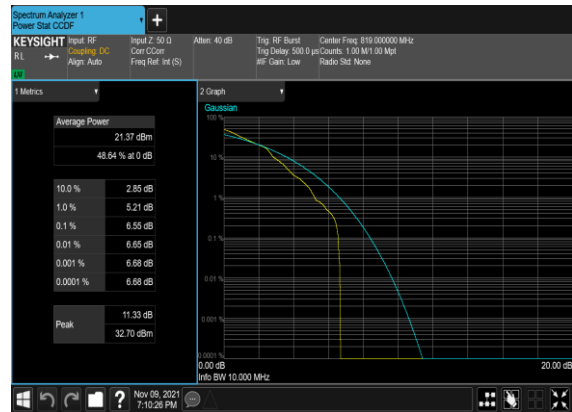 Spectrum Analyzer 1
Power Stat CCDF
KEYSIGHT
R L
LM
Input: RF
Coupling: DC
Align: Auto
Input Z: 50 Ω
Corr CCorr
Freq Ref: Int (S)
Atten: 40 dB
Trig: RF Burst
Trig Delay: 500.0 µs
#IF Gain: Low
Center Freq: 819.000000 MHz
Counts: 1.00 M/1.00 Mpt
Radio Std: None
1 Metrics
Average Power
21.37 dBm
48.64 % at 0 dB
10.0 % 2.85 dB
1.0 % 5.21 dB
0.1 % 6.55 dB
0.01 % 6.65 dB
0.001 % 6.68 dB
0.0001 % 6.68 dB
Peak
11.33 dB
32.70 dBm
2 Graph
Gaussian
100 %
10 %
1 %
0.1 %
0.01 %
0.001 %
0.0001 %
0.00 dB
20.00 dB
Info BW 10.000 MHz
?
Nov 09, 2021
7:10:26 PM